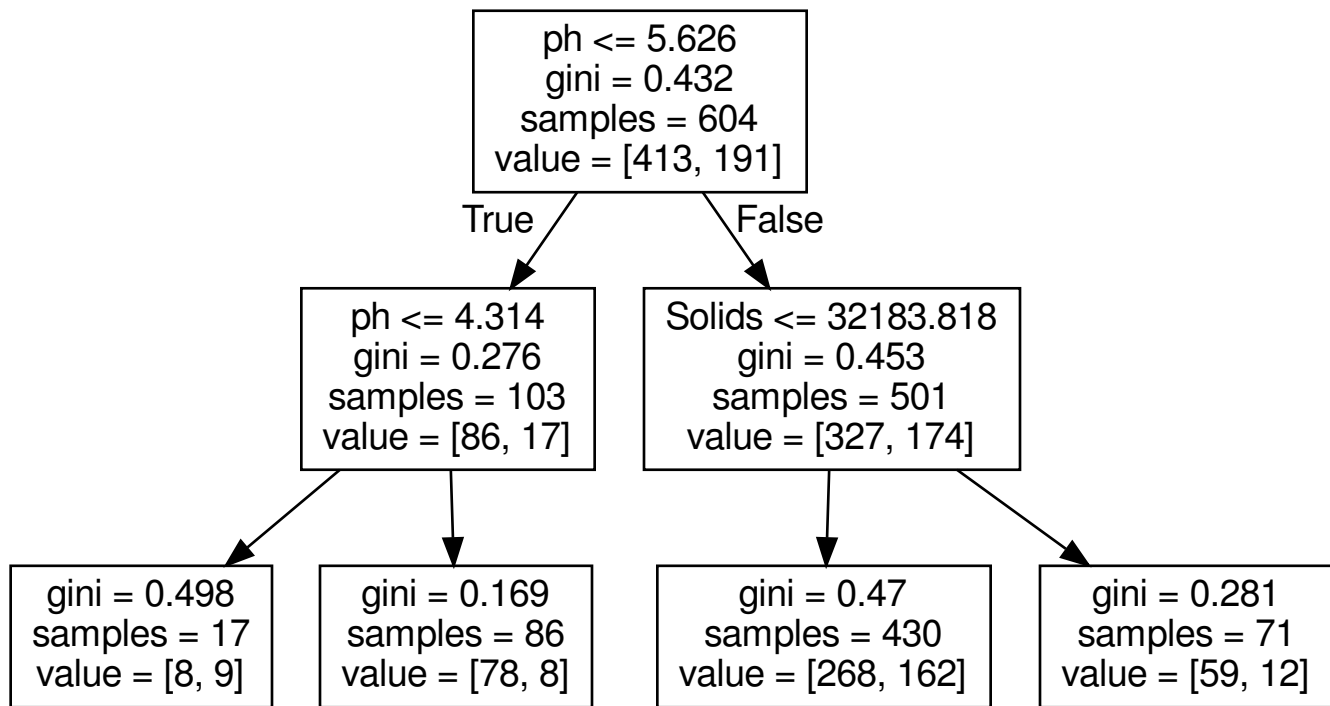 ph <= 5.626
gini = 0.432
samples = 604
value = [413, 191]
True
False
ph <= 4.314
gini = 0.276
samples = 103
value = [86, 17]
Solids <= 32183.818
gini = 0.453
samples = 501
value = [327, 174]
gini = 0.498
samples = 17
value = [8, 9]
gini = 0.169
samples = 86
value = [78, 8]
gini = 0.47
samples = 430
value = [268, 162]
gini = 0.281
samples = 71
value = [59, 12]